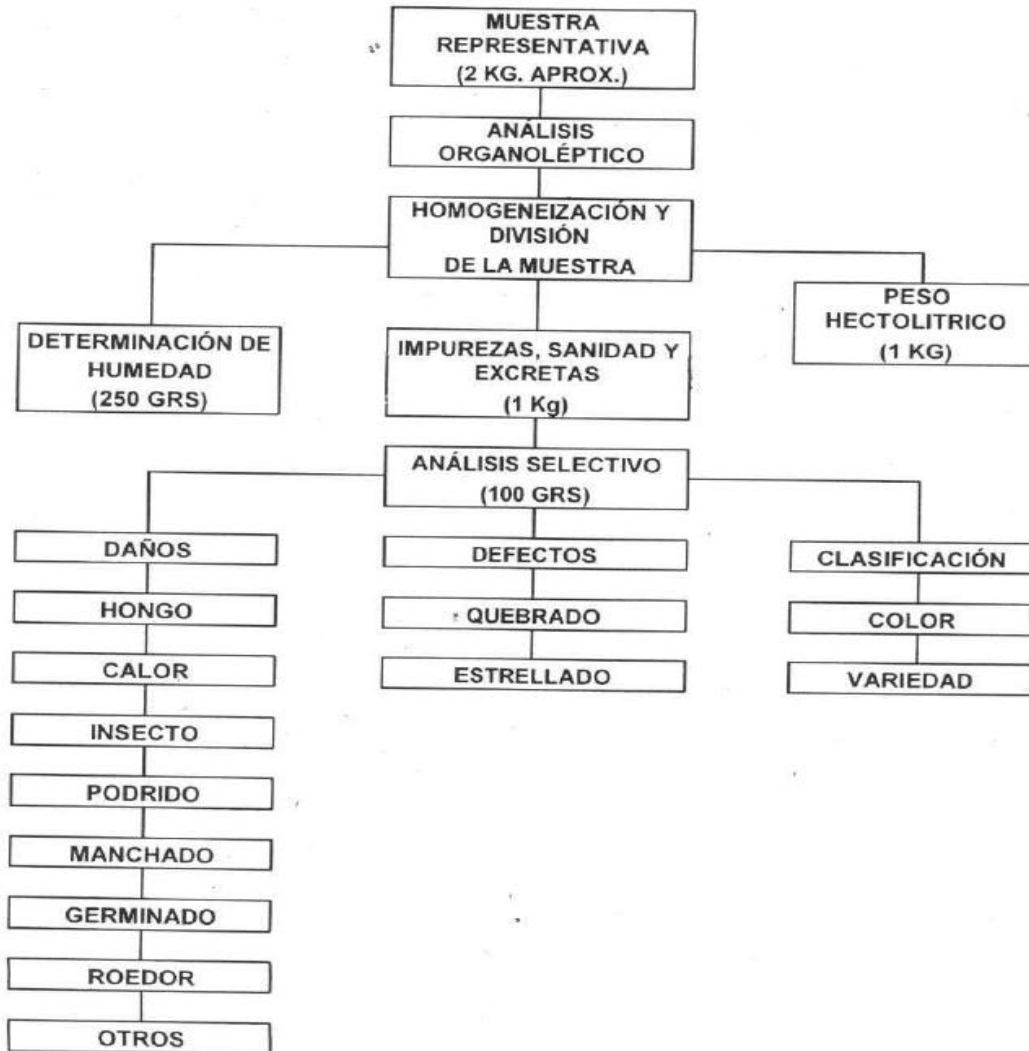 MUESTRA
REPRESENTATIVA
(2 KG. APROX.)
ANÁLISIS
ORGANOLÉPTICO
HOMOGENEIZACIÓN Y
DIVISIÓN
DE LA MUESTRA
DETERMINACIÓN DE
HUMEDAD
(250 GRS)
IMPUREZAS, SANIDAD Y
EXCRETAS
(1 Kg)
PESO
HECTOLITRICO
(1 KG)
ANÁLISIS SELECTIVO
(100 GRS)
DAÑOS
HONGO
CALOR
INSECTO
PODRIDO
MANCHADO
GERMINADO
ROEDOR
OTROS
DEFECTOS
QUEBRADO
ESTRELLADO
CLASIFICACIÓN
COLOR
VARIEDAD